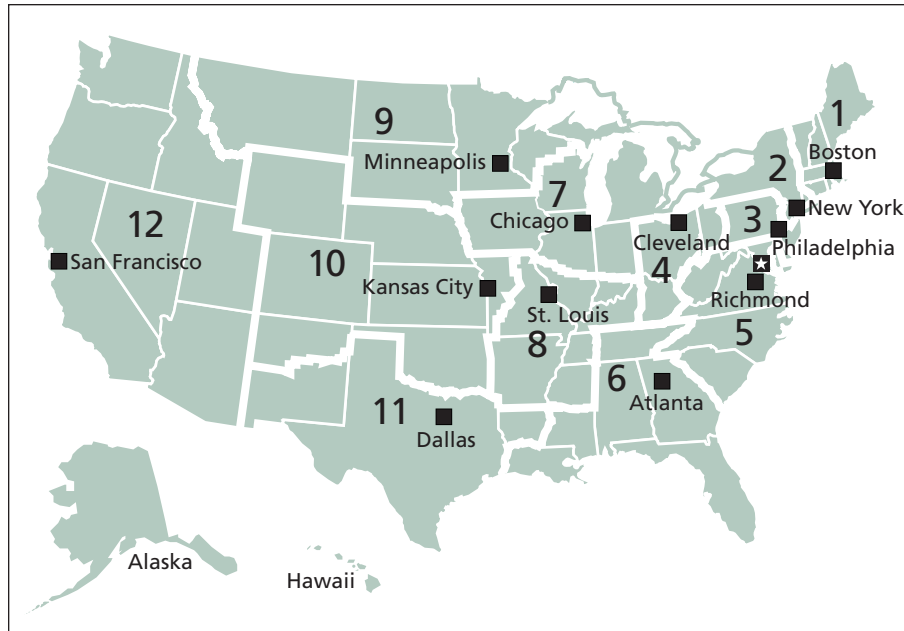 1
9
Boston
Minneapolis
2
7
New York
12
Chicago
3
Cleveland
Philadelphia
San Francisco
10
4
Kansas City
Richmond
St. Louis
5
8
6
11
Atlanta
Dallas
Alaska
Hawaii